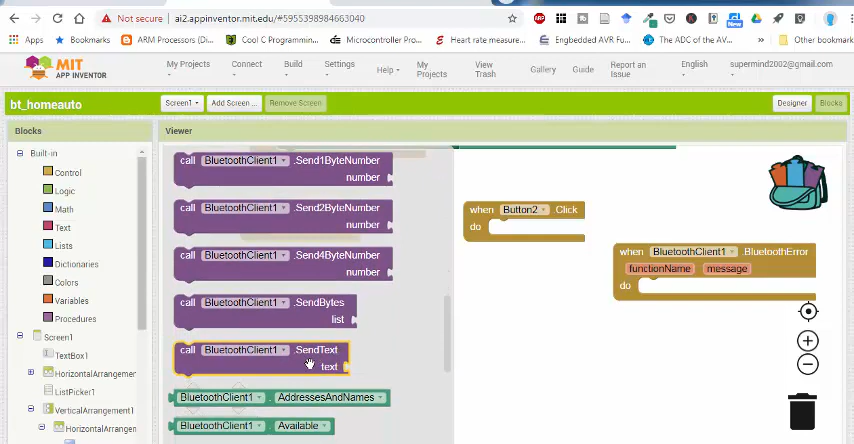 Not secure | ai2.appinventor.mit.edu/#5955398984663040
Apps Bookmarks ARM Processors (D... Cool C Programmin... Microcontroller Pro... Heart rate measure... Engbedded AVR Fu... The ADC of the AV... » Other bookmark
MIT
APP INVENTOR
My Projects Connect Build Settings Help My Projects View Trash Gallery Guide Report an Issue English supermind2002@gmail.com
bt_homeauto Screen1 Add Screen ... Remove Screen Designer Blocks
Blocks Viewer
Built-in
Control
Logic
Math
Text
Lists
Dictionaries
Colors
Variables
Procedures
Screen1
TextBox1
HorizontalArrangemen
ListPicker1
VerticalArrangement1
HorizontalArrangem
call BluetoothClient1 .Send1ByteNumber
number
call BluetoothClient1 .Send2ByteNumber
number
call BluetoothClient1 .Send4ByteNumber
number
call BluetoothClient1 .SendBytes
list
call BluetoothClient1 .SendText
text
BluetoothClient1 . AddressesAndNames
BluetoothClient1 . Available
when Button2 .Click
do
when BluetoothClient1 .BluetoothError
functionName message
do